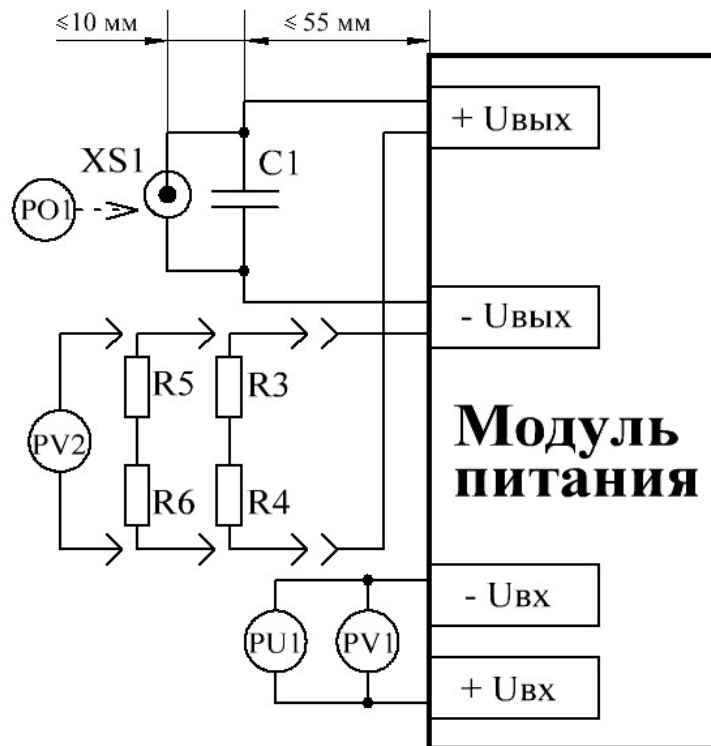 ≤10 мм
≤ 55 мм
+ Uвых
XS1
C1
PO1
- Uвых
R5
R3
PV2
Модуль
питания
R6
R4
- Uвх
PU1
PV1
+ Uвх